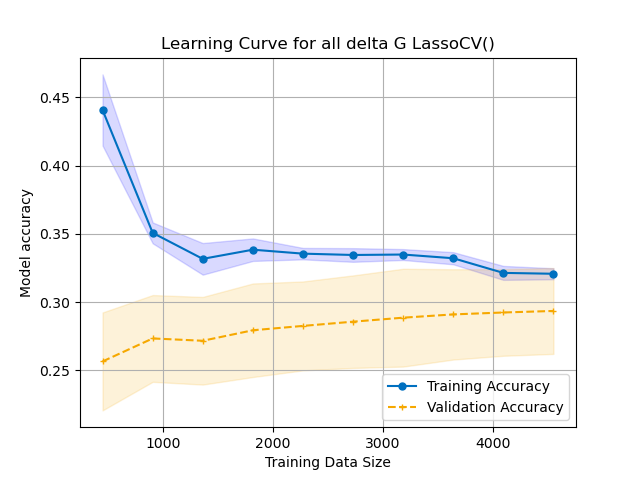 Learning Curve for all delta G LassoCV()
Model accuracy
0.45
0.40
0.35
0.30
0.25
1000
2000
3000
4000
Training Data Size
Training Accuracy
Validation Accuracy